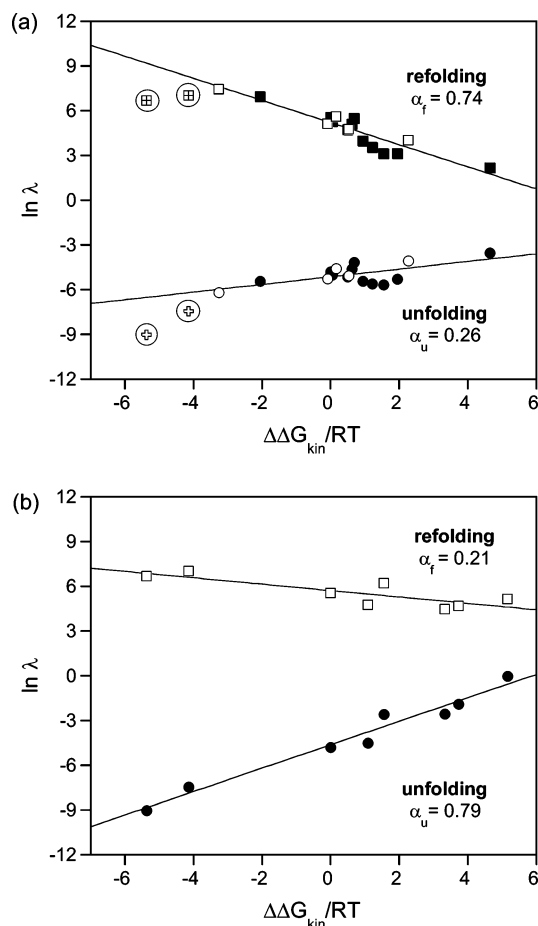 (a)
12
9
6
3
0
-3
-6
-9
-12
ln λ
refolding
αf = 0.74
unfolding
αu = 0.26
-6 -4 -2 0 2 4 6
ΔΔGkin/RT
(b)
12
9
6
3
0
-3
-6
-9
-12
ln λ
refolding
αf = 0.21
unfolding
αu = 0.79
-6 -4 -2 0 2 4 6
ΔΔGkin/RT